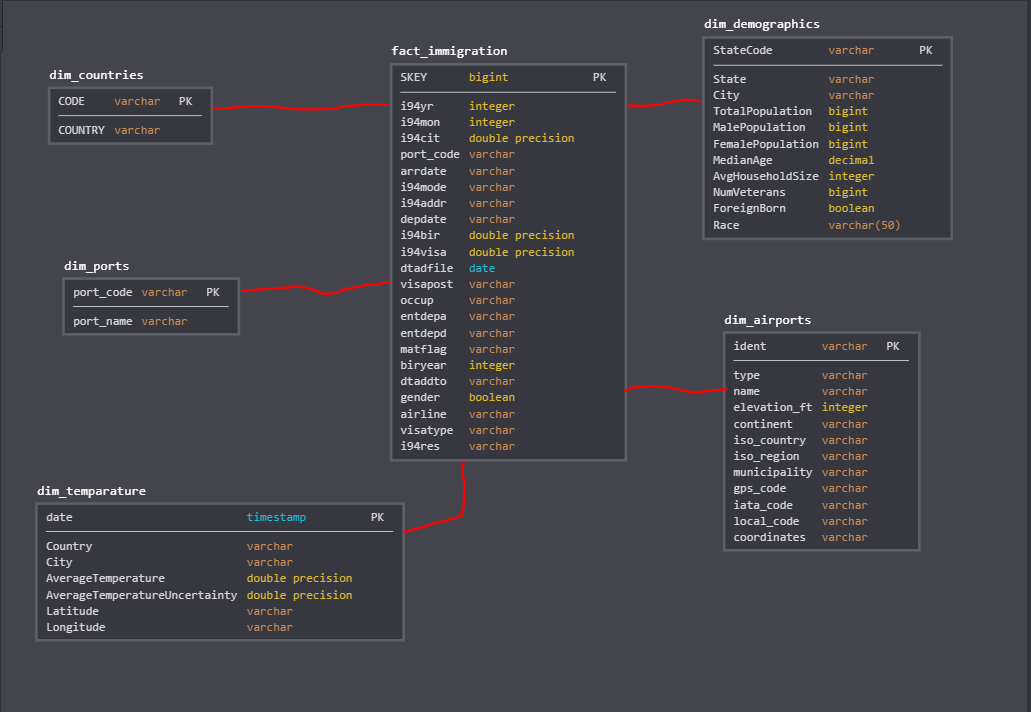 dim_countries
CODE varchar PK
COUNTRY varchar
fact_immigration
SKEY bigint PK
i94yr integer
i94mon integer
i94cit double precision
port_code varchar
arrdate varchar
i94mode varchar
i94addr varchar
depdate varchar
i94bir double precision
i94visa double precision
dtadfile date
visapost varchar
occup varchar
entdepa varchar
entdepd varchar
matflag varchar
biryear integer
dtaddto varchar
gender boolean
airline varchar
visatype varchar
i94res varchar
dim_demographics
StateCode varchar PK
State varchar
City varchar
TotalPopulation bigint
MalePopulation bigint
FemalePopulation bigint
MedianAge decimal
AvgHouseholdSize integer
NumVeterans bigint
ForeignBorn boolean
Race varchar(50)
dim_ports
port_code varchar PK
port_name varchar
dim_airports
ident varchar PK
type varchar
name varchar
elevation_ft integer
continent varchar
iso_country varchar
iso_region varchar
municipality varchar
gps_code varchar
iata_code varchar
local_code varchar
coordinates varchar
dim_temparature
date timestamp PK
Country varchar
City varchar
AverageTemperature double precision
AverageTemperatureUncertainty double precision
Latitude varchar
Longitude varchar